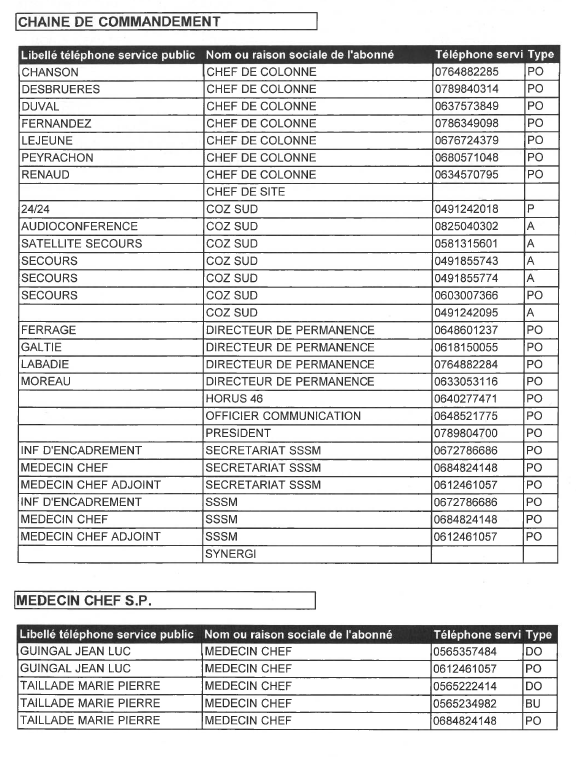 CHAINE DE COMMANDEMENT
Libellé téléphone service public Nom ou raison sociale de l'abonné Téléphone servi Type
CHANSON CHEF DE COLONNE 0764882285 PO
DESBRUERES CHEF DE COLONNE 0789840314 PO
DUVAL CHEF DE COLONNE 0637573849 PO
FERNANDEZ CHEF DE COLONNE 0786349098 PO
LEJEUNE CHEF DE COLONNE 0676724379 PO
PEYRACHON CHEF DE COLONNE 0680571048 PO
RENAUD CHEF DE COLONNE 0634570795 PO
CHEF DE SITE
24/24 COZ SUD 0491242018 P
AUDIOCONFERENCE COZ SUD 0825040302 A
SATELLITE SECOURS COZ SUD 0581315601 A
SECOURS COZ SUD 0491855743 A
SECOURS COZ SUD 0491855774 A
SECOURS COZ SUD 0603007366 PO
COZ SUD 0491242095 A
FERRAGE DIRECTEUR DE PERMANENCE 0648601237 PO
GALTIE DIRECTEUR DE PERMANENCE 0618150055 PO
LABADIE DIRECTEUR DE PERMANENCE 0764882284 PO
MOREAU DIRECTEUR DE PERMANENCE 0633053116 PO
HORUS 46 0640277471 PO
OFFICIER COMMUNICATION 0648521775 PO
PRESIDENT 0789804700 PO
INF D'ENCADREMENT SECRETARIAT SSSM 0672786686 PO
MEDECIN CHEF SECRETARIAT SSSM 0684824148 PO
MEDECIN CHEF ADJOINT SECRETARIAT SSSM 0612461057 PO
INF D'ENCADREMENT SSSM 0672786686 PO
MEDECIN CHEF SSSM 0684824148 PO
MEDECIN CHEF ADJOINT SSSM 0612461057 PO
SYNERGI
MEDECIN CHEF S.P.
Libellé téléphone service public Nom ou raison sociale de l'abonné Téléphone servi Type
GUINGAL JEAN LUC MEDECIN CHEF 0565357484 DO
GUINGAL JEAN LUC MEDECIN CHEF 0612461057 PO
TAILLADE MARIE PIERRE MEDECIN CHEF 0565222414 DO
TAILLADE MARIE PIERRE MEDECIN CHEF 0565234982 BU
TAILLADE MARIE PIERRE MEDECIN CHEF 0684824148 PO